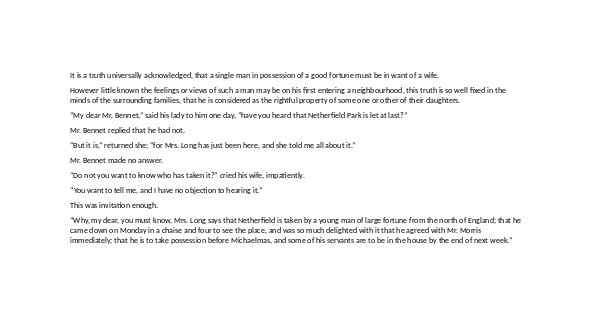 It is a truth universally acknowledged, that a single man in possession of a good fortune must be in want of a wife.
However little known the feelings or views of such a man may be on his first entering a neighbourhood, this truth is so well fixed in the
minds of the surrounding families, that he is considered as the rightful property of some one or other of their daughters.
“My dear Mr. Bennet,” said his lady to him one day, “have you heard that Netherfield Park is let at last?”
Mr. Bennet replied that he had not.
“But it is,” returned she; “for Mrs. Long has just been here, and she told me all about it.”
Mr. Bennet made no answer.
“Do not you want to know who has taken it?” cried his wife, impatiently.
“You want to tell me, and I have no objection to hearing it.”
This was invitation enough.
“Why, my dear, you must know, Mrs. Long says that Netherfield is taken by a young man of large fortune from the north of England; that he
came down on Monday in a chaise and four to see the place, and was so much delighted with it that he agreed with Mr. Morris
immediately; that he is to take possession before Michaelmas, and some of his servants are to be in the house by the end of next week.”